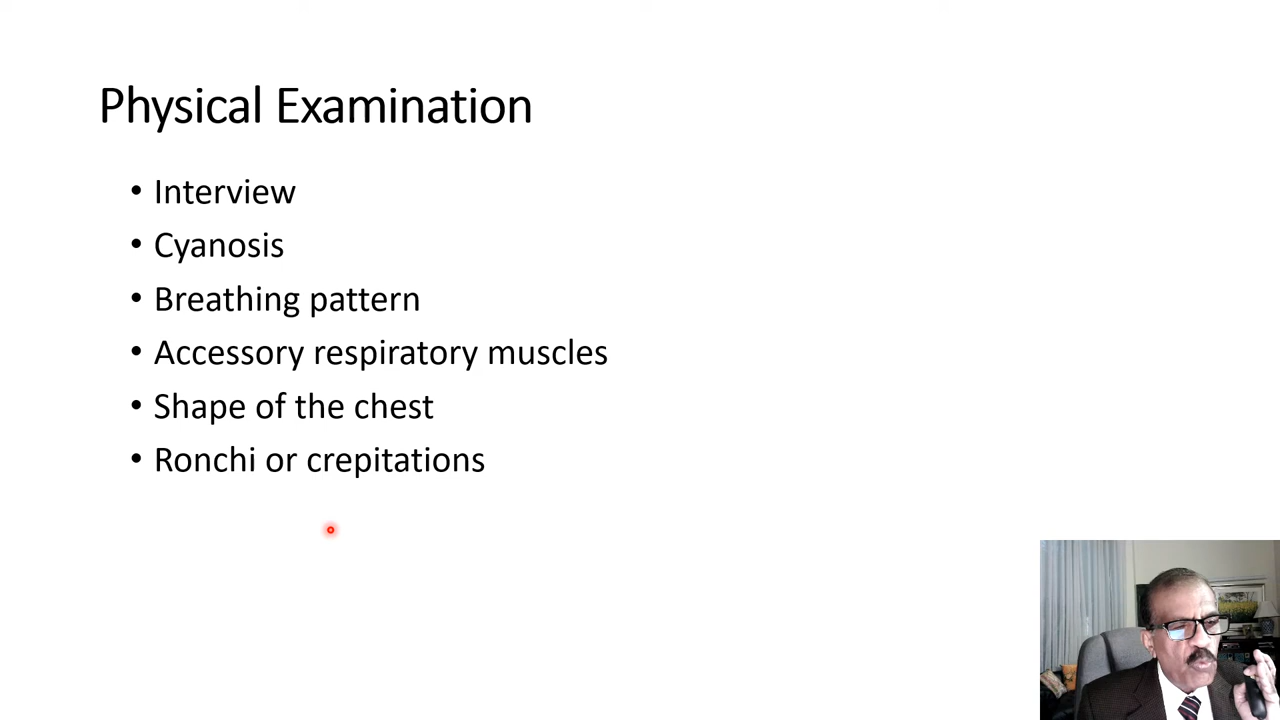 Physical Examination
• Interview
• Cyanosis
• Breathing pattern
• Accessory respiratory muscles
• Shape of the chest
• Ronchi or crepitations